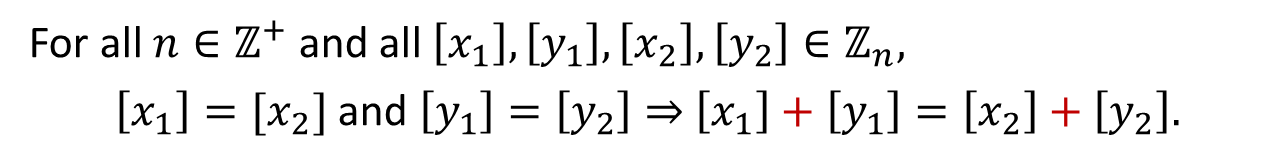 For all n ∈ ℤ⁺ and all [x₁], [y₁], [x₂], [y₂] ∈ ℤₙ,
[x₁] = [x₂] and [y₁] = [y₂] ⇒ [x₁] + [y₁] = [x₂] + [y₂].